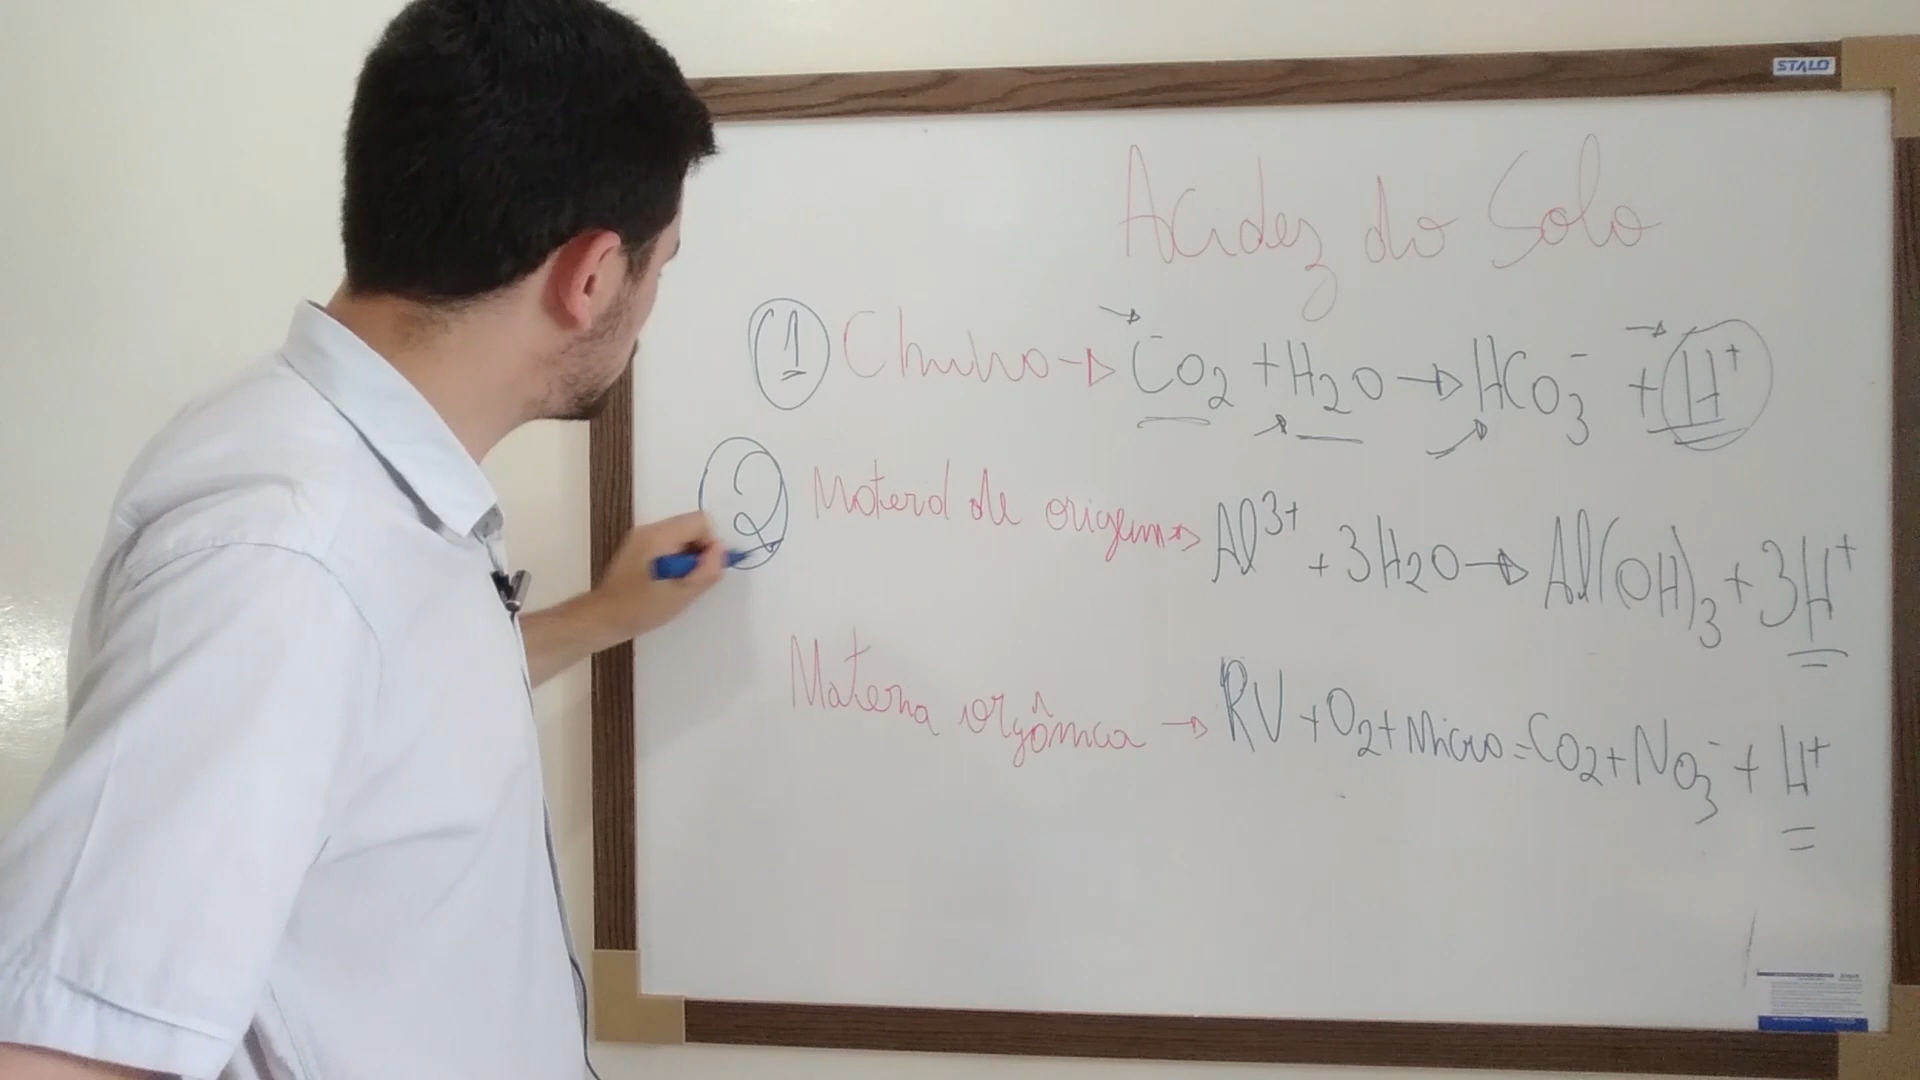 STALO
Acidez do Solo
1 Chuva → CO2 + H2O → HCO3⁻ + H⁺
2 Material de origem → Al³⁺ + 3H2O → Al(OH)3 + 3H⁺
Materia orgânica → RV + O2 + Micro = CO2 + NO3⁻ + H⁺